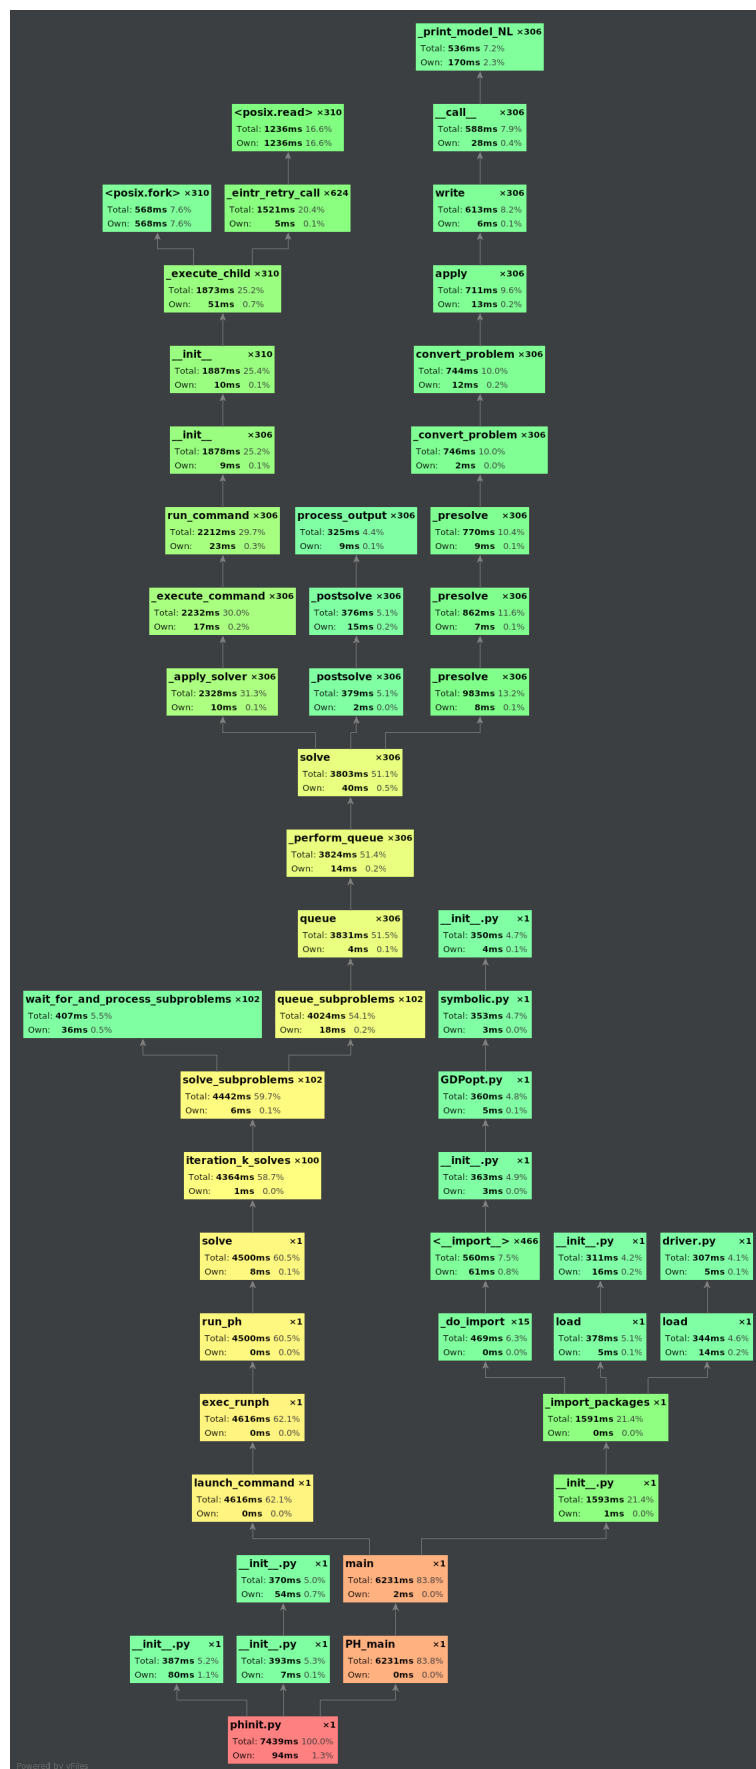 _print_model_NL ×306
Total: 536ms 7.2%
Own: 170ms 2.3%
<posix.read> ×310
Total: 1236ms 16.6%
Own: 1236ms 16.6%
__call__ ×306
Total: 588ms 7.9%
Own: 28ms 0.4%
<posix.fork> ×310
Total: 568ms 7.6%
Own: 568ms 7.6%
_eintr_retry_call ×624
Total: 1521ms 20.4%
Own: 5ms 0.1%
write ×306
Total: 613ms 8.2%
Own: 6ms 0.1%
_execute_child ×310
Total: 1873ms 25.2%
Own: 51ms 0.7%
apply ×306
Total: 711ms 9.6%
Own: 13ms 0.2%
__init__ ×310
Total: 1887ms 25.4%
Own: 10ms 0.1%
convert_problem ×306
Total: 744ms 10.0%
Own: 12ms 0.2%
__init__ ×306
Total: 1878ms 25.2%
Own: 9ms 0.1%
_convert_problem ×306
Total: 746ms 10.0%
Own: 2ms 0.0%
run_command ×306
Total: 2212ms 29.7%
Own: 23ms 0.3%
process_output ×306
Total: 325ms 4.4%
Own: 9ms 0.1%
_presolve ×306
Total: 770ms 10.4%
Own: 9ms 0.1%
_execute_command ×306
Total: 2232ms 30.0%
Own: 17ms 0.2%
_postsolve ×306
Total: 376ms 5.1%
Own: 15ms 0.2%
_presolve ×306
Total: 862ms 11.6%
Own: 7ms 0.1%
_apply_solver ×306
Total: 2328ms 31.3%
Own: 10ms 0.1%
_postsolve ×306
Total: 379ms 5.1%
Own: 2ms 0.0%
_presolve ×306
Total: 983ms 13.2%
Own: 8ms 0.1%
solve ×306
Total: 3803ms 51.1%
Own: 40ms 0.5%
_perform_queue ×306
Total: 3824ms 51.4%
Own: 14ms 0.2%
queue ×306
Total: 3831ms 51.5%
Own: 4ms 0.1%
__init__.py ×1
Total: 350ms 4.7%
Own: 4ms 0.1%
wait_for_and_process_subproblems ×102
Total: 407ms 5.5%
Own: 36ms 0.5%
queue_subproblems ×102
Total: 4024ms 54.1%
Own: 18ms 0.2%
symbolic.py ×1
Total: 353ms 4.7%
Own: 3ms 0.0%
solve_subproblems ×102
Total: 4442ms 59.7%
Own: 6ms 0.1%
GDPopt.py ×1
Total: 360ms 4.8%
Own: 5ms 0.1%
iteration_k_solves ×100
Total: 4364ms 58.7%
Own: 1ms 0.0%
__init__.py ×1
Total: 363ms 4.9%
Own: 3ms 0.0%
solve ×1
Total: 4500ms 60.5%
Own: 8ms 0.1%
<__import__> ×466
Total: 560ms 7.5%
Own: 61ms 0.8%
__init__.py ×1
Total: 311ms 4.2%
Own: 16ms 0.2%
driver.py ×1
Total: 307ms 4.1%
Own: 5ms 0.1%
run_ph ×1
Total: 4500ms 60.5%
Own: 0ms 0.0%
_do_import ×15
Total: 469ms 6.3%
Own: 0ms 0.0%
load ×1
Total: 378ms 5.1%
Own: 5ms 0.1%
load ×1
Total: 344ms 4.6%
Own: 14ms 0.2%
exec_runph ×1
Total: 4616ms 62.1%
Own: 0ms 0.0%
_import_packages ×1
Total: 1591ms 21.4%
Own: 0ms 0.0%
launch_command ×1
Total: 4616ms 62.1%
Own: 0ms 0.0%
__init__.py ×1
Total: 1593ms 21.4%
Own: 1ms 0.0%
__init__.py ×1
Total: 370ms 5.0%
Own: 54ms 0.7%
main ×1
Total: 6231ms 83.8%
Own: 2ms 0.0%
__init__.py ×1
Total: 387ms 5.2%
Own: 80ms 1.1%
__init__.py ×1
Total: 393ms 5.3%
Own: 7ms 0.1%
PH_main ×1
Total: 6231ms 83.8%
Own: 0ms 0.0%
phinit.py ×1
Total: 7439ms 100.0%
Own: 94ms 1.3%
Powered by yFiles